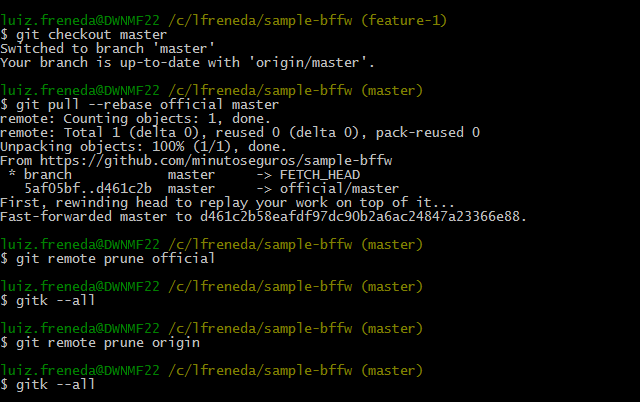 luiz.freneda@DWNMF22 /c/lfreneda/sample-bffw (feature-1)
$ git checkout master
Switched to branch 'master'
Your branch is up-to-date with 'origin/master'.
luiz.freneda@DWNMF22 /c/lfreneda/sample-bffw (master)
$ git pull --rebase official master
remote: Counting objects: 1, done.
remote: Total 1 (delta 0), reused 0 (delta 0), pack-reused 0
Unpacking objects: 100% (1/1), done.
From https://github.com/minutoseguros/sample-bffw
 * branch            master     -> FETCH_HEAD
   5af05bf..d461c2b  master     -> official/master
First, rewinding head to replay your work on top of it...
Fast-forwarded master to d461c2b58eafdf97dc90b2a6ac24847a23366e88.
luiz.freneda@DWNMF22 /c/lfreneda/sample-bffw (master)
$ git remote prune official
luiz.freneda@DWNMF22 /c/lfreneda/sample-bffw (master)
$ gitk --all
luiz.freneda@DWNMF22 /c/lfreneda/sample-bffw (master)
$ git remote prune origin
luiz.freneda@DWNMF22 /c/lfreneda/sample-bffw (master)
$ gitk --all